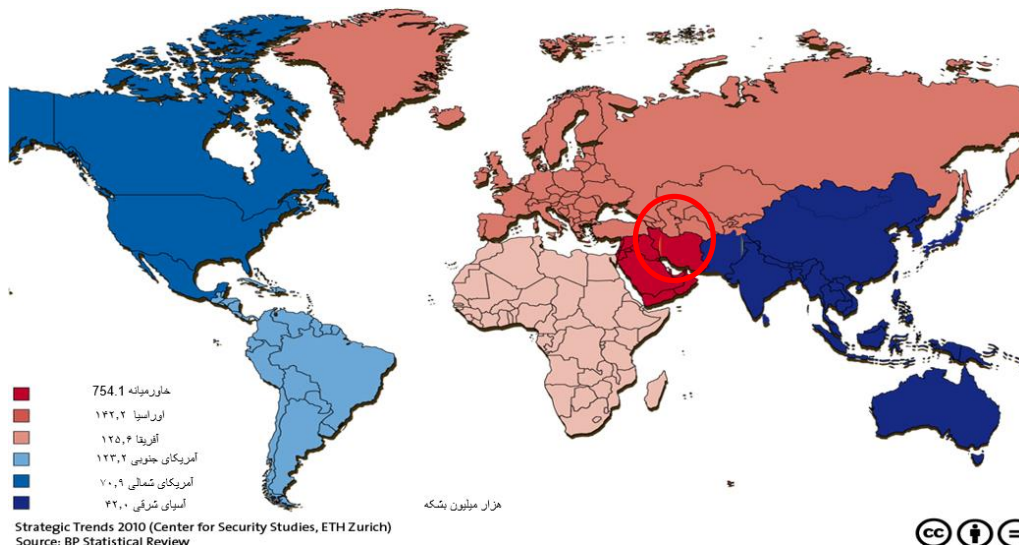 خاورمیانه 754.1
اوراسیا ۱۴۲,۲
آفریقا ۱۲۵,۶
آمریکای جنوبی ۱۲۳,۲
آمریکای شمالی ۷۰,۹
آسیای شرقی ۴۲,۰
هزار میلیون بشکه
Strategic Trends 2010 (Center for Security Studies, ETH Zurich)
Source: BP Statistical Review
cc